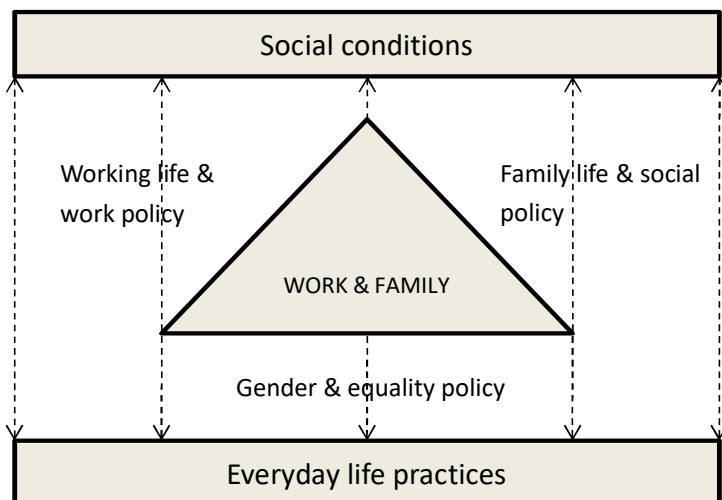 Social conditions
Working life &
work policy
Family life & social
policy
WORK & FAMILY
Gender & equality policy
Everyday life practices